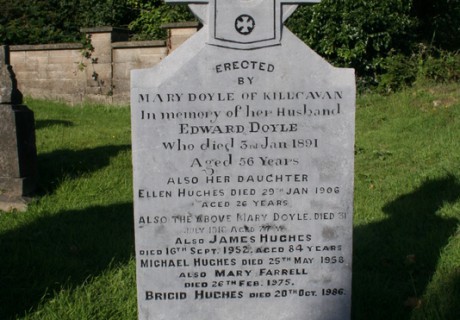 ERECTED
BY
MARY DOYLE OF KILLCAVAN
In memory of her Husband
EDWARD DOYLE
Who died 3rd Jan 1891
Aged 56 Years
ALSO HER DAUGHTER
ELLEN HUGHES DIED 29TH JAN 1906
AGED 26 YEARS
ALSO THE ABOVE MARY DOYLE. DIED
JULY 1916 AGED
ALSO JAMES HUGHES
DIED 16TH SEPT. 1952, AGED 84 YEARS
MICHAEL HUGHES DIED 25TH MAY 1958
ALSO MARY FARRELL
DIED 26TH FEB. 1975.
BRIGID HUGHES DIED 20TH OCT. 1986.